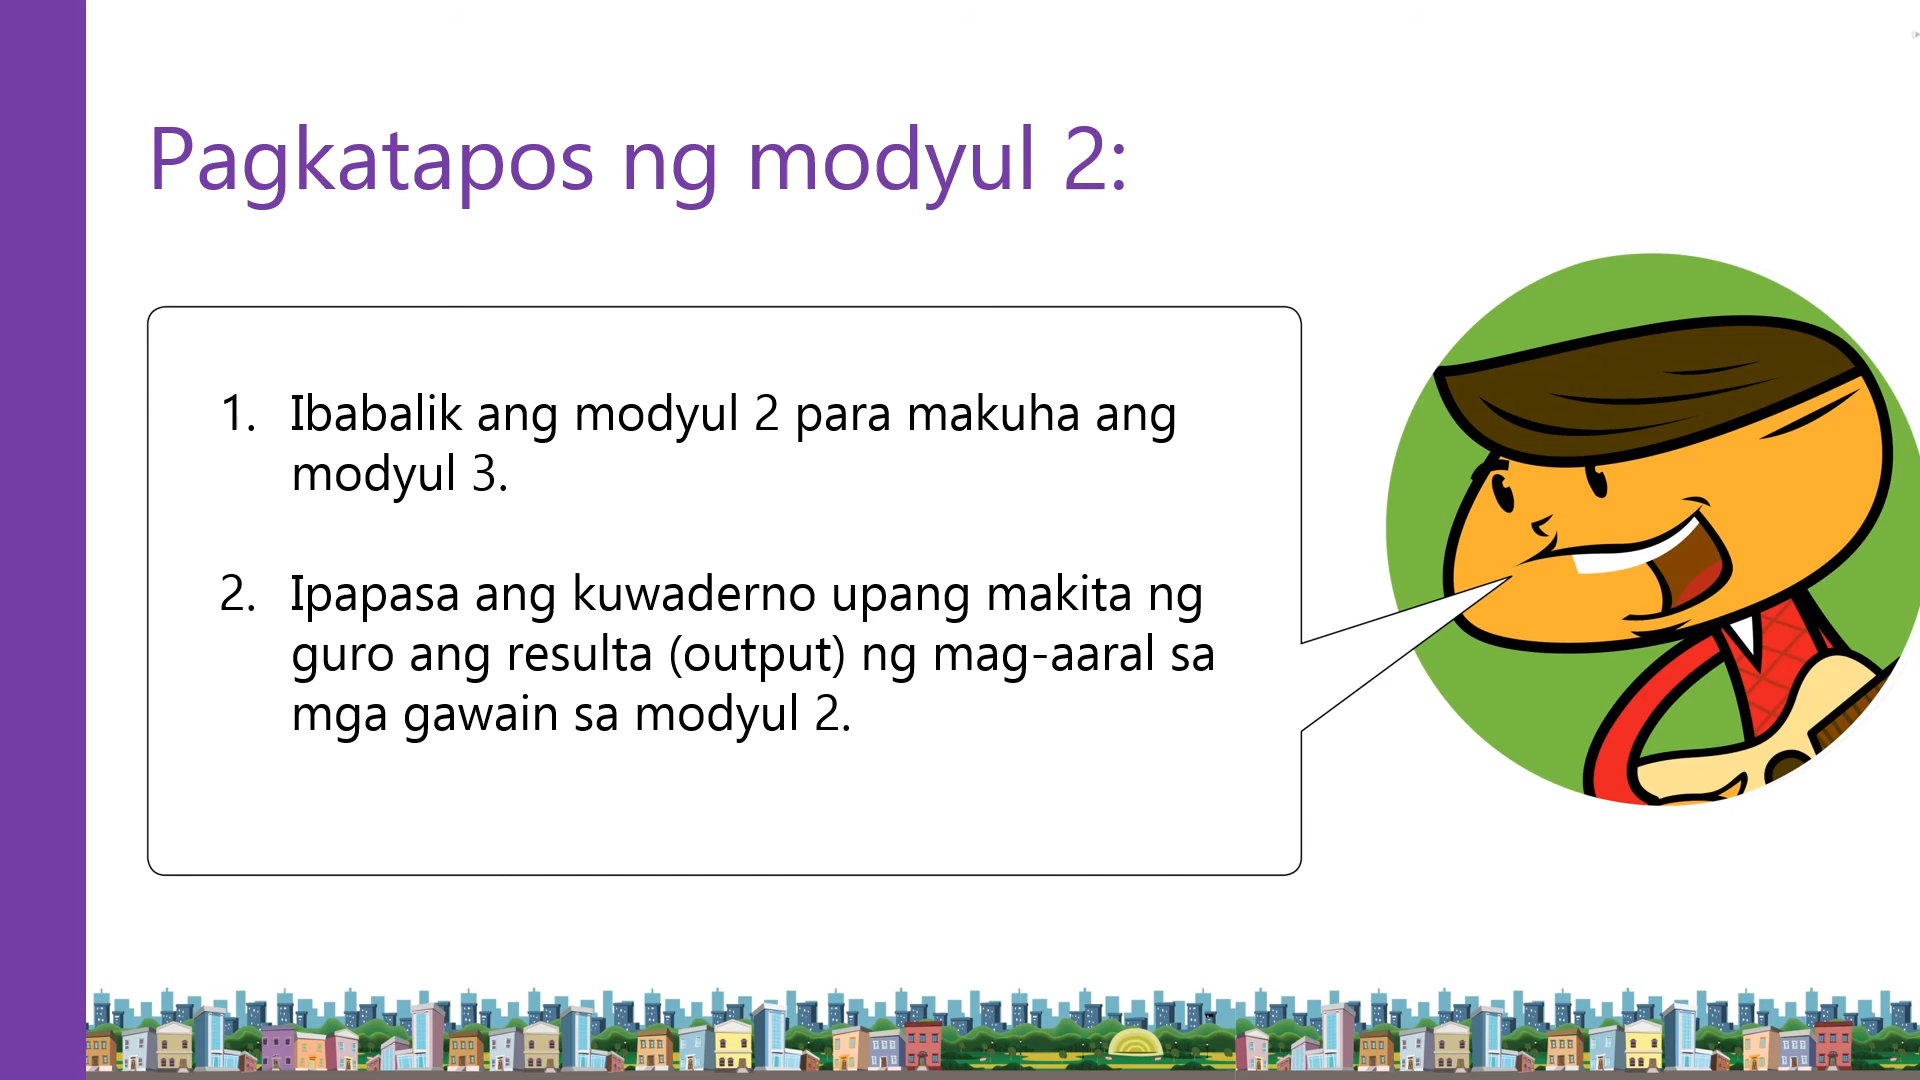 Pagkatapos ng modyul 2:
1. Ibabalik ang modyul 2 para makuha ang
modyul 3.
2. Ipapasa ang kuwaderno upang makita ng
guro ang resulta (output) ng mag-aaral sa
mga gawain sa modyul 2.